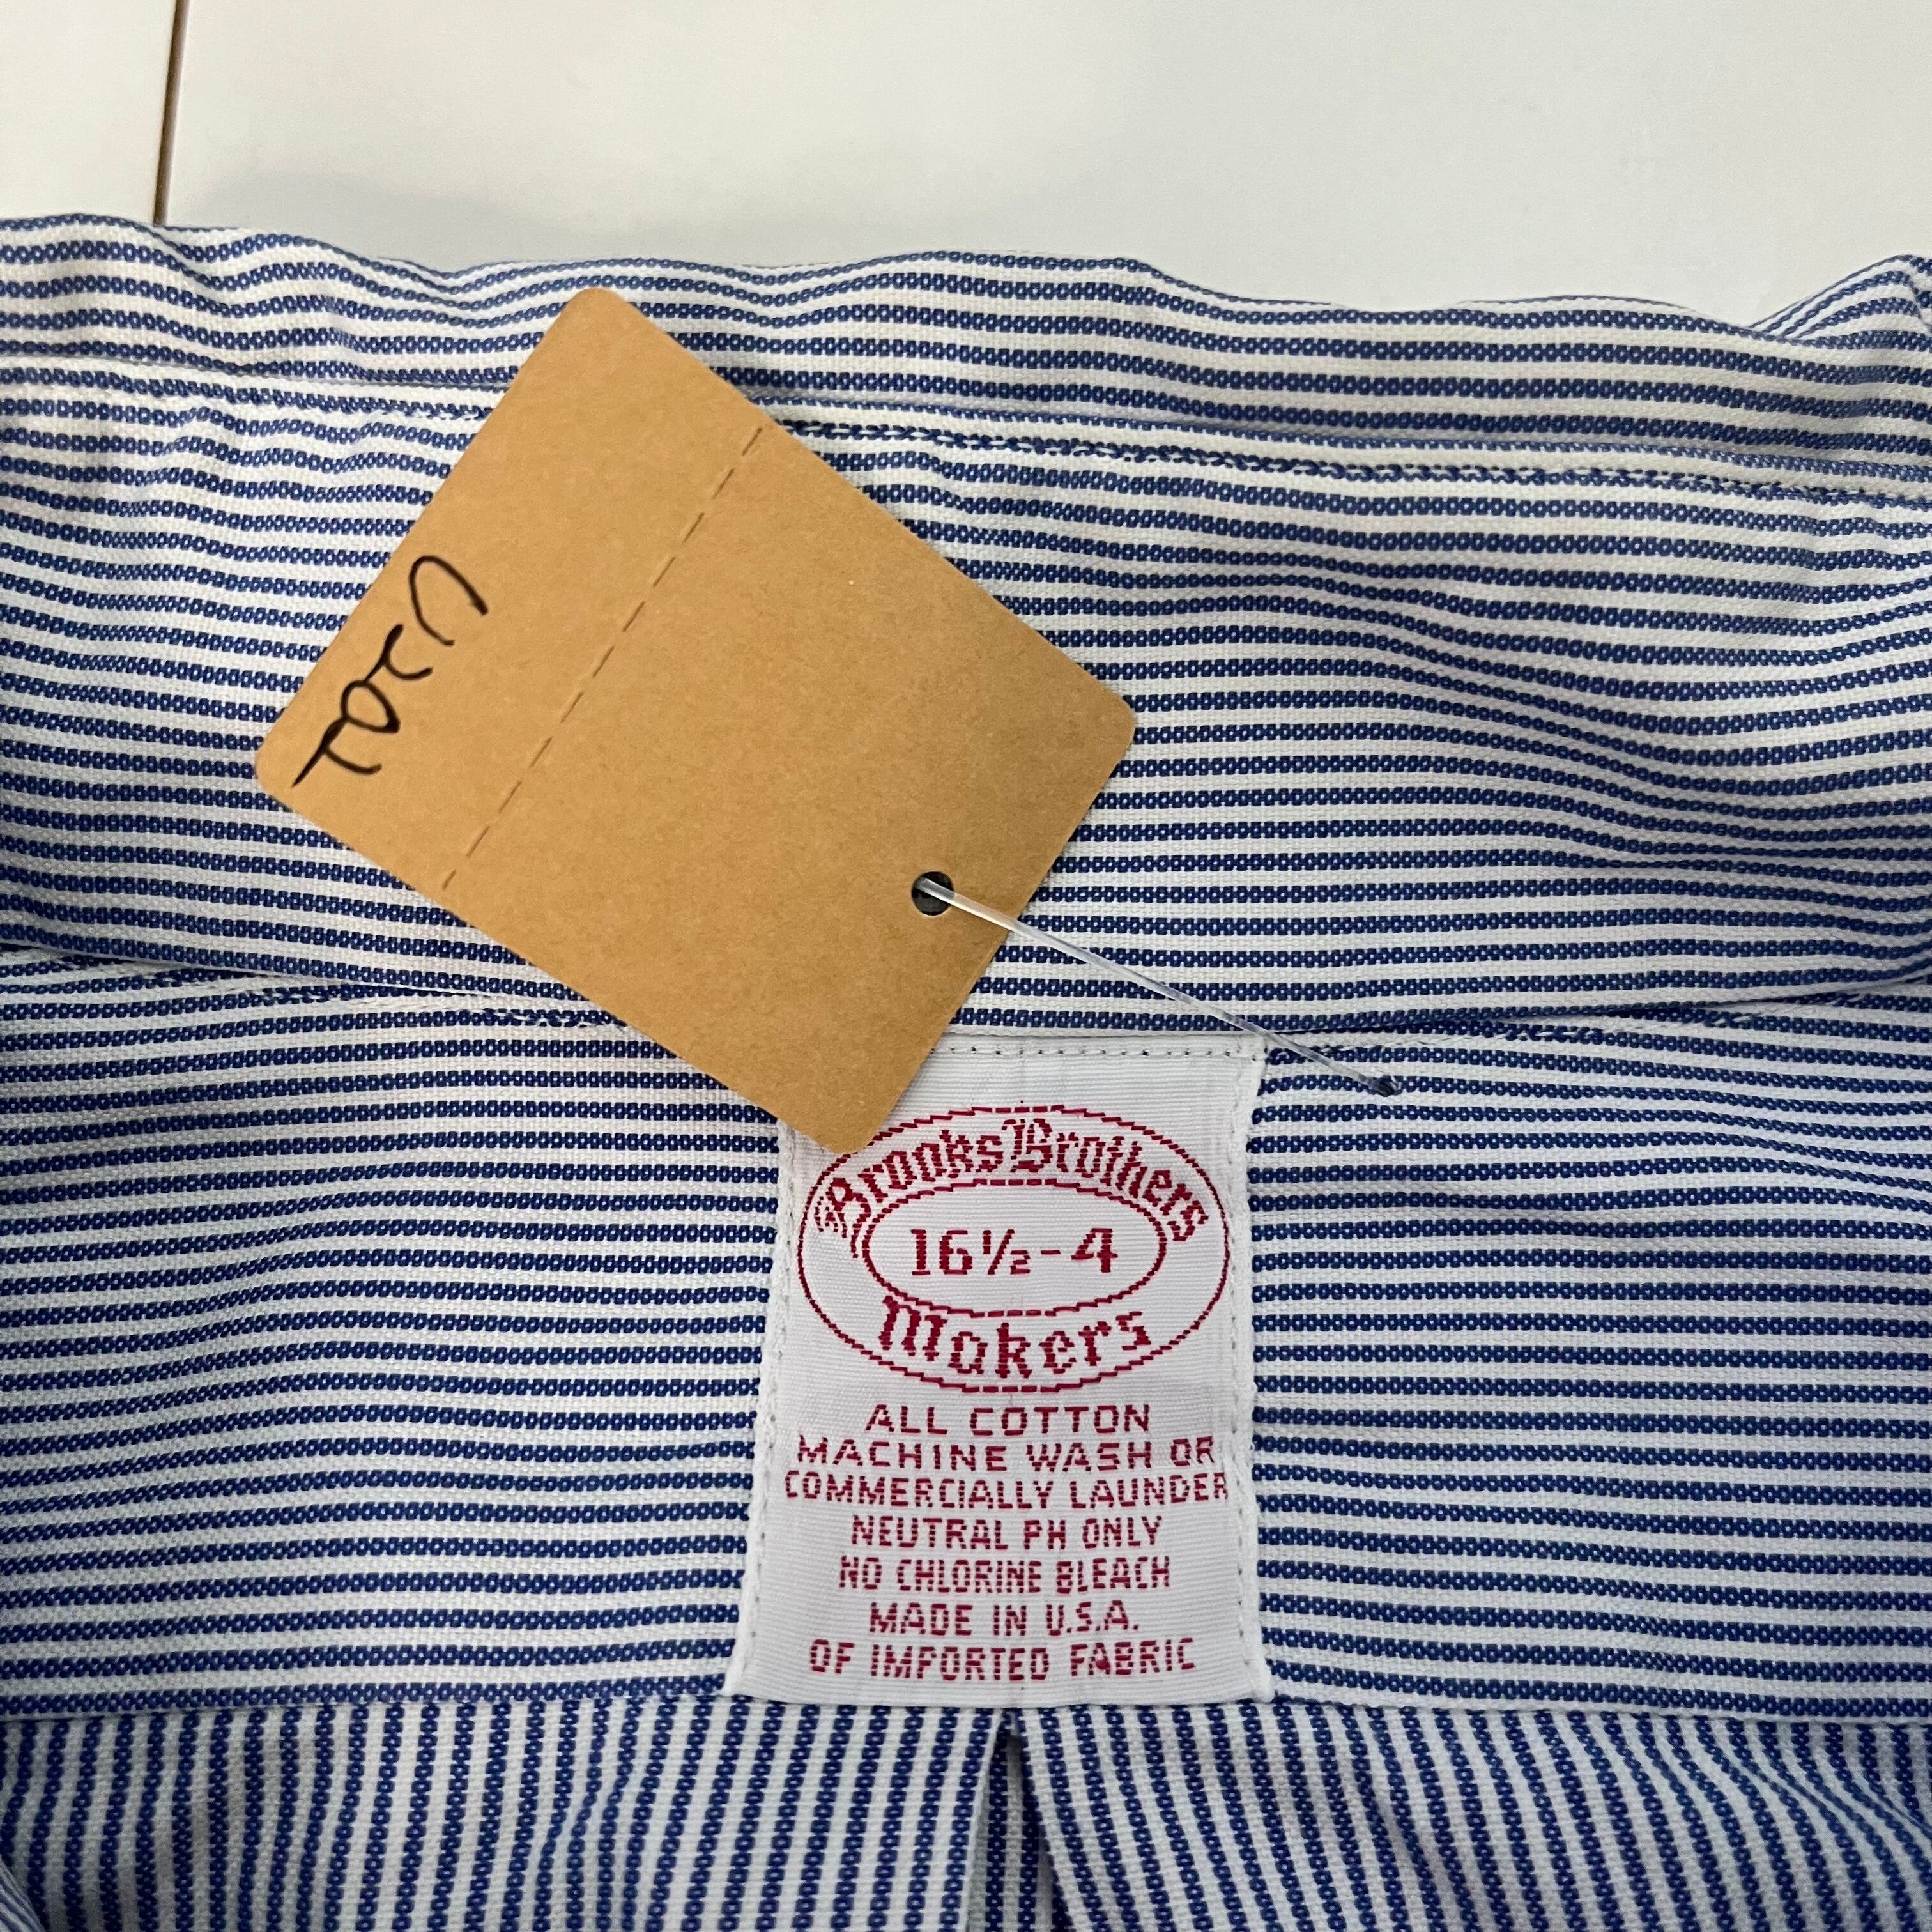 Brooks Brothers
16½-4
Makers
ALL COTTON
MACHINE WASH OR
COMMERCIALLY LAUNDER
NEUTRAL PH ONLY
NO CHLORINE BLEACH
MADE IN U.S.A.
OF IMPORTED FABRIC